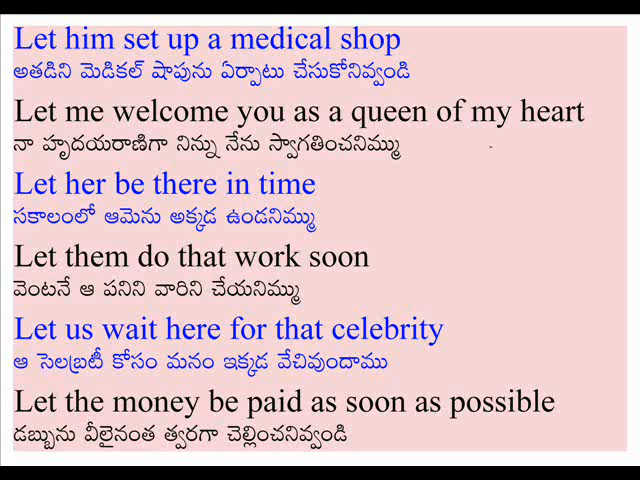 Let him set up a medical shop
అతడిని మెడికల్ షాపును ఏర్పాటు చేసుకోనివ్వండి
Let me welcome you as a queen of my heart
నా హృదయరాణిగా నిన్ను నేను స్వాగతించనిమ్ము
Let her be there in time
సకాలంలో ఆమెను అక్కడ ఉండనిమ్ము
Let them do that work soon
వెంటనే ఆ పనిని వారిని చేయనిమ్ము
Let us wait here for that celebrity
ఆ సెలబ్రటీ కోసం మనం ఇక్కడ వేచివుందాము
Let the money be paid as soon as possible
డబ్బును వీలైనంత త్వరగా చెల్లించనివ్వండి